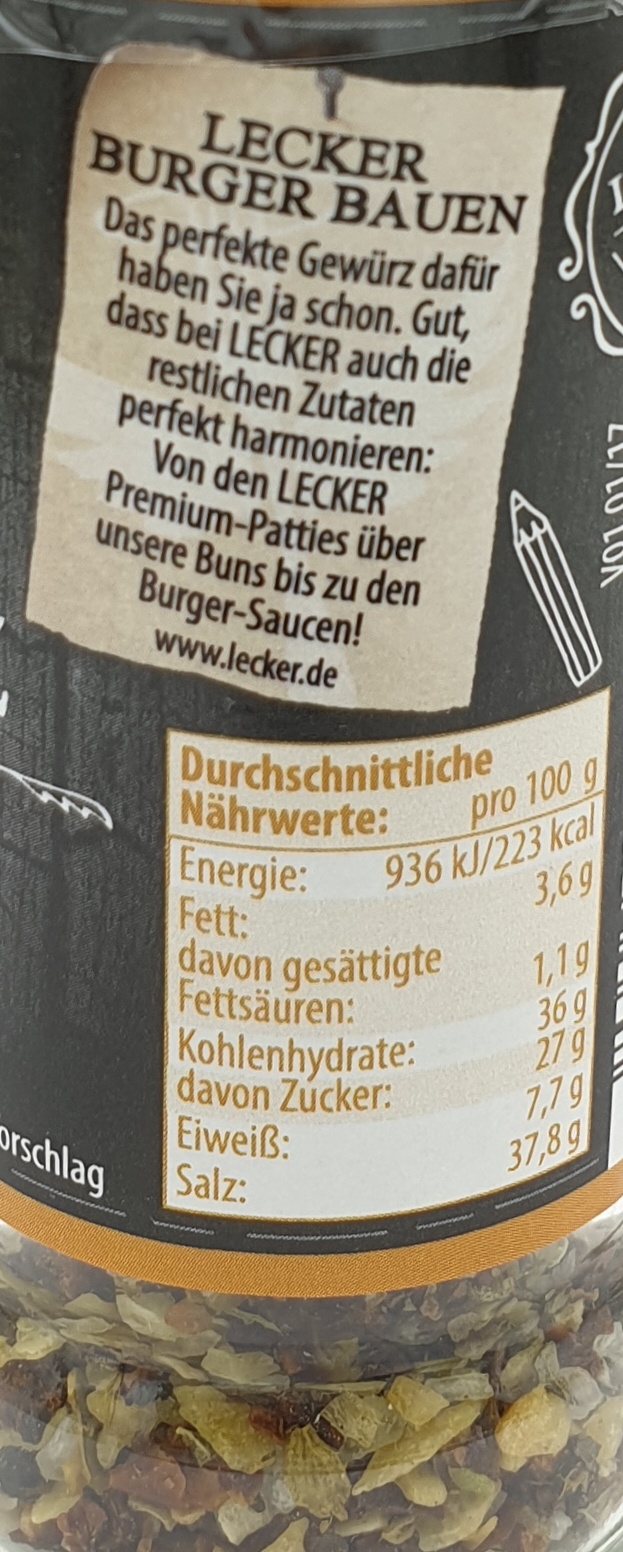 LECKER
BURGER BAUEN
Das perfekte Gewürz dafür
haben Sie ja schon. Gut,
dass bei LECKER auch die
restlichen Zutaten
perfekt harmonieren:
Von den LECKER
Premium-Patties über
unsere Buns bis zu den
Burger-Saucen!
www.lecker.de
Durchschnittliche
Nährwerte: pro 100 g
Energie: 936 kJ/223 kcal
Fett: 3,6 g
davon gesättigte
Fettsäuren: 1,1 g
Kohlenhydrate: 36 g
davon Zucker: 27 g
Eiweiß: 7,7 g
Salz: 37,8 g
orschlag